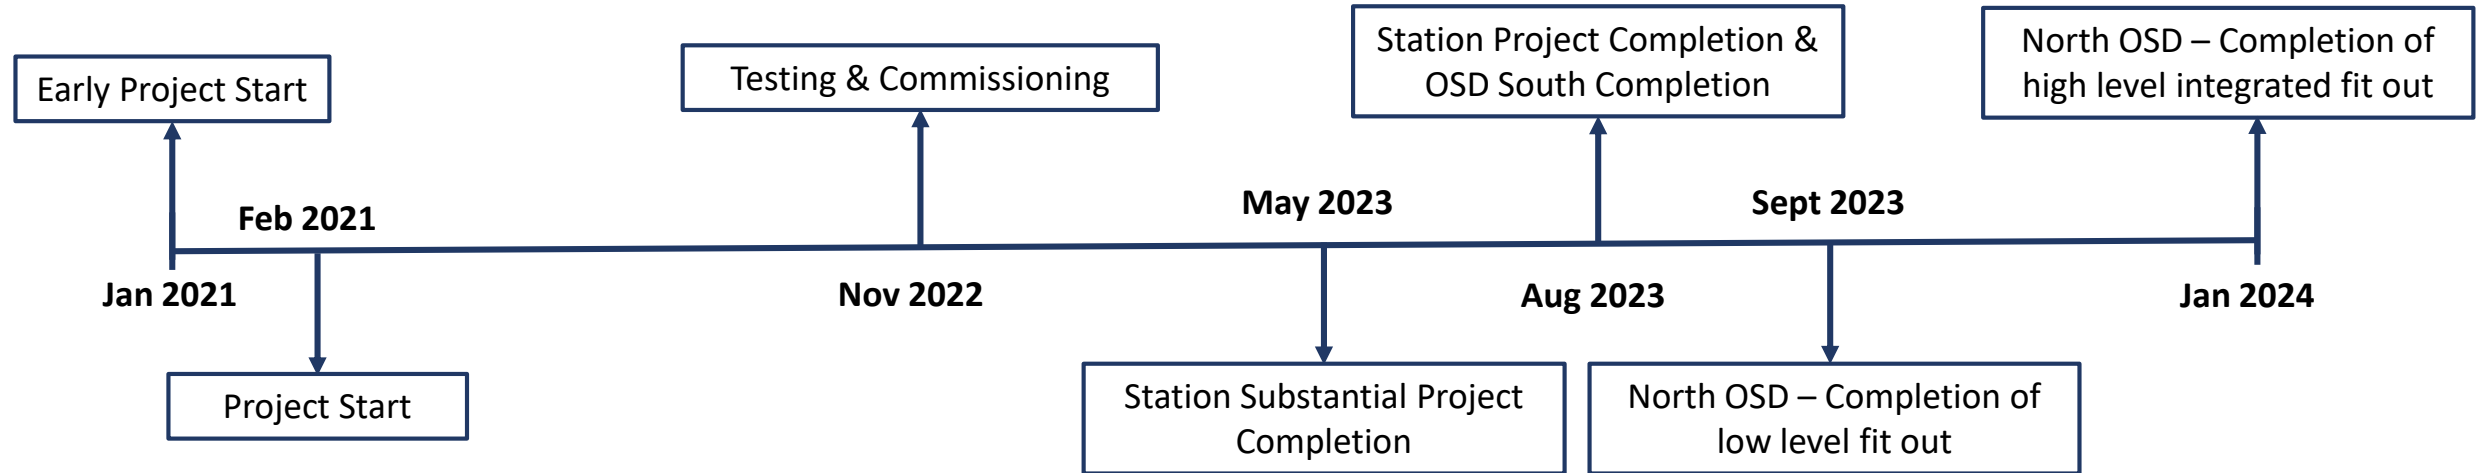 Early Project Start
Testing & Commissioning
Station Project Completion &
OSD South Completion
North OSD – Completion of
high level integrated fit out
Feb 2021
May 2023
Sept 2023
Jan 2021
Nov 2022
Aug 2023
Jan 2024
Project Start
Station Substantial Project
Completion
North OSD – Completion of
low level fit out